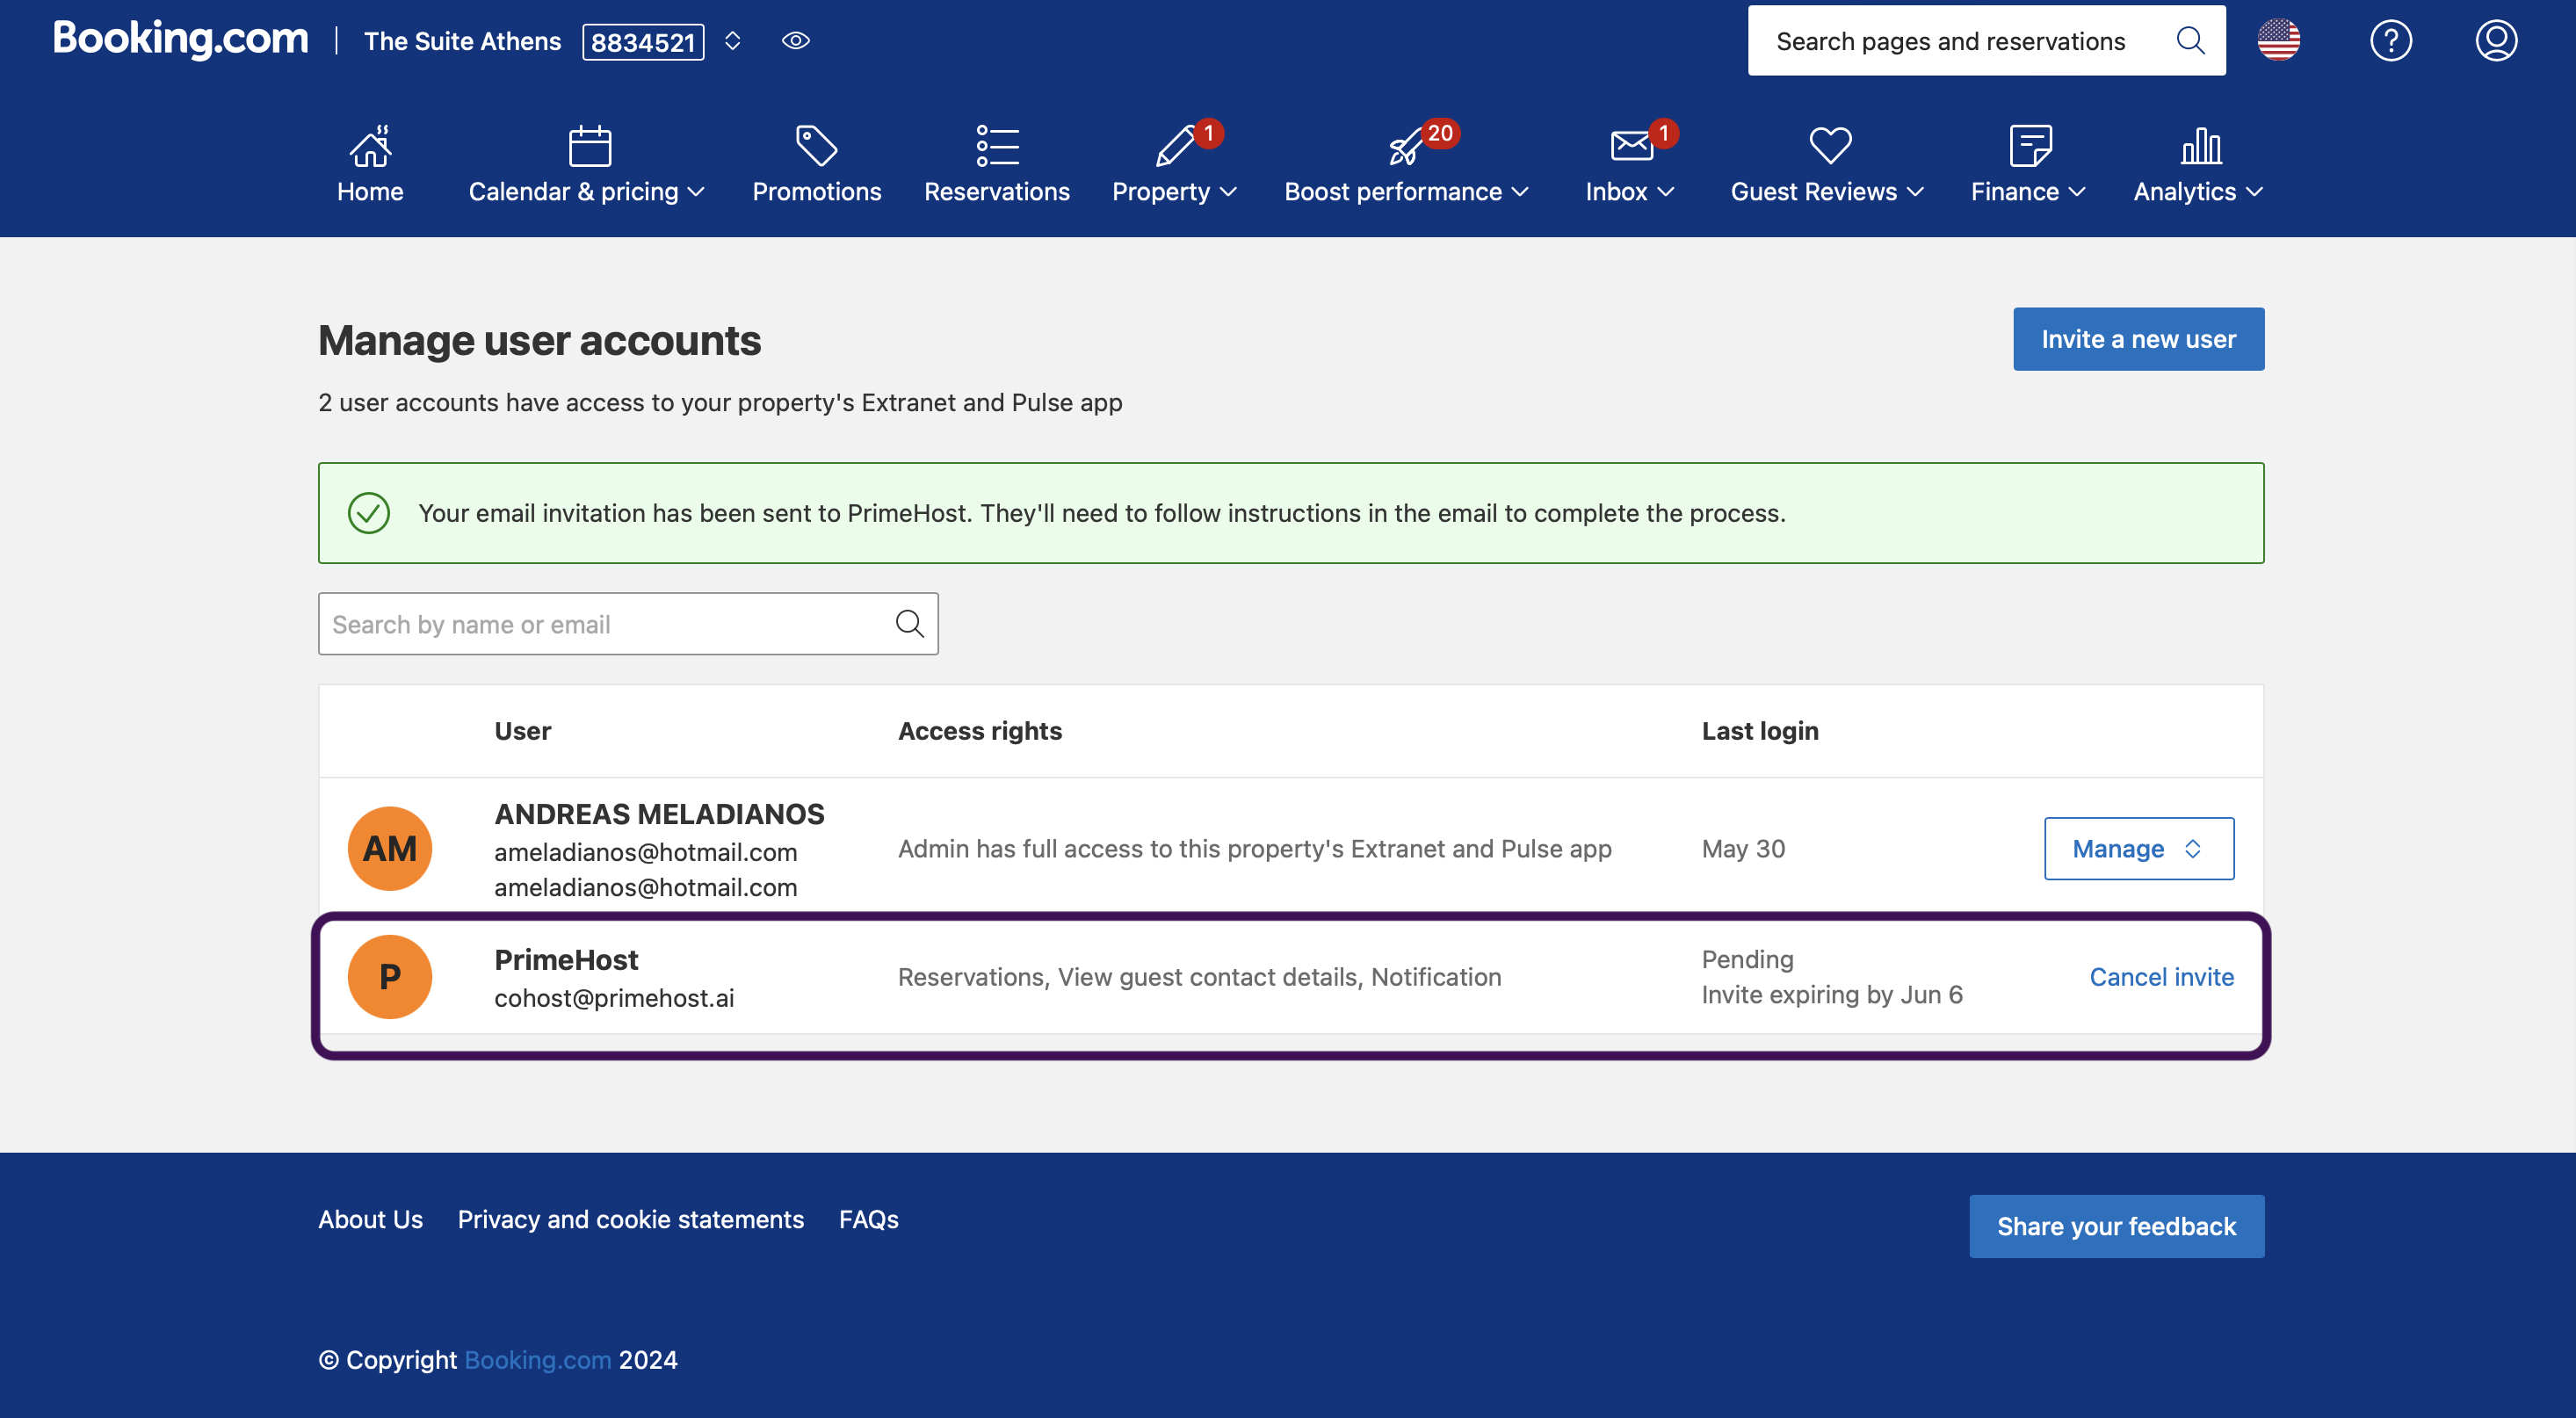 Booking.com
The Suite Athens 8834521
Search pages and reservations
Home
Calendar & pricing
Promotions
Reservations
Property 1
Boost performance 20
Inbox 1
Guest Reviews
Finance
Analytics
Manage user accounts
Invite a new user
2 user accounts have access to your property's Extranet and Pulse app
Your email invitation has been sent to PrimeHost. They'll need to follow instructions in the email to complete the process.
Search by name or email
User Access rights Last login
AM
ANDREAS MELADIANOS
ameladianos@hotmail.com
ameladianos@hotmail.com
Admin has full access to this property's Extranet and Pulse app
May 30
Manage
P
PrimeHost
cohost@primehost.ai
Reservations, View guest contact details, Notification
Pending
Invite expiring by Jun 6
Cancel invite
About Us Privacy and cookie statements FAQs
Share your feedback
© Copyright Booking.com 2024